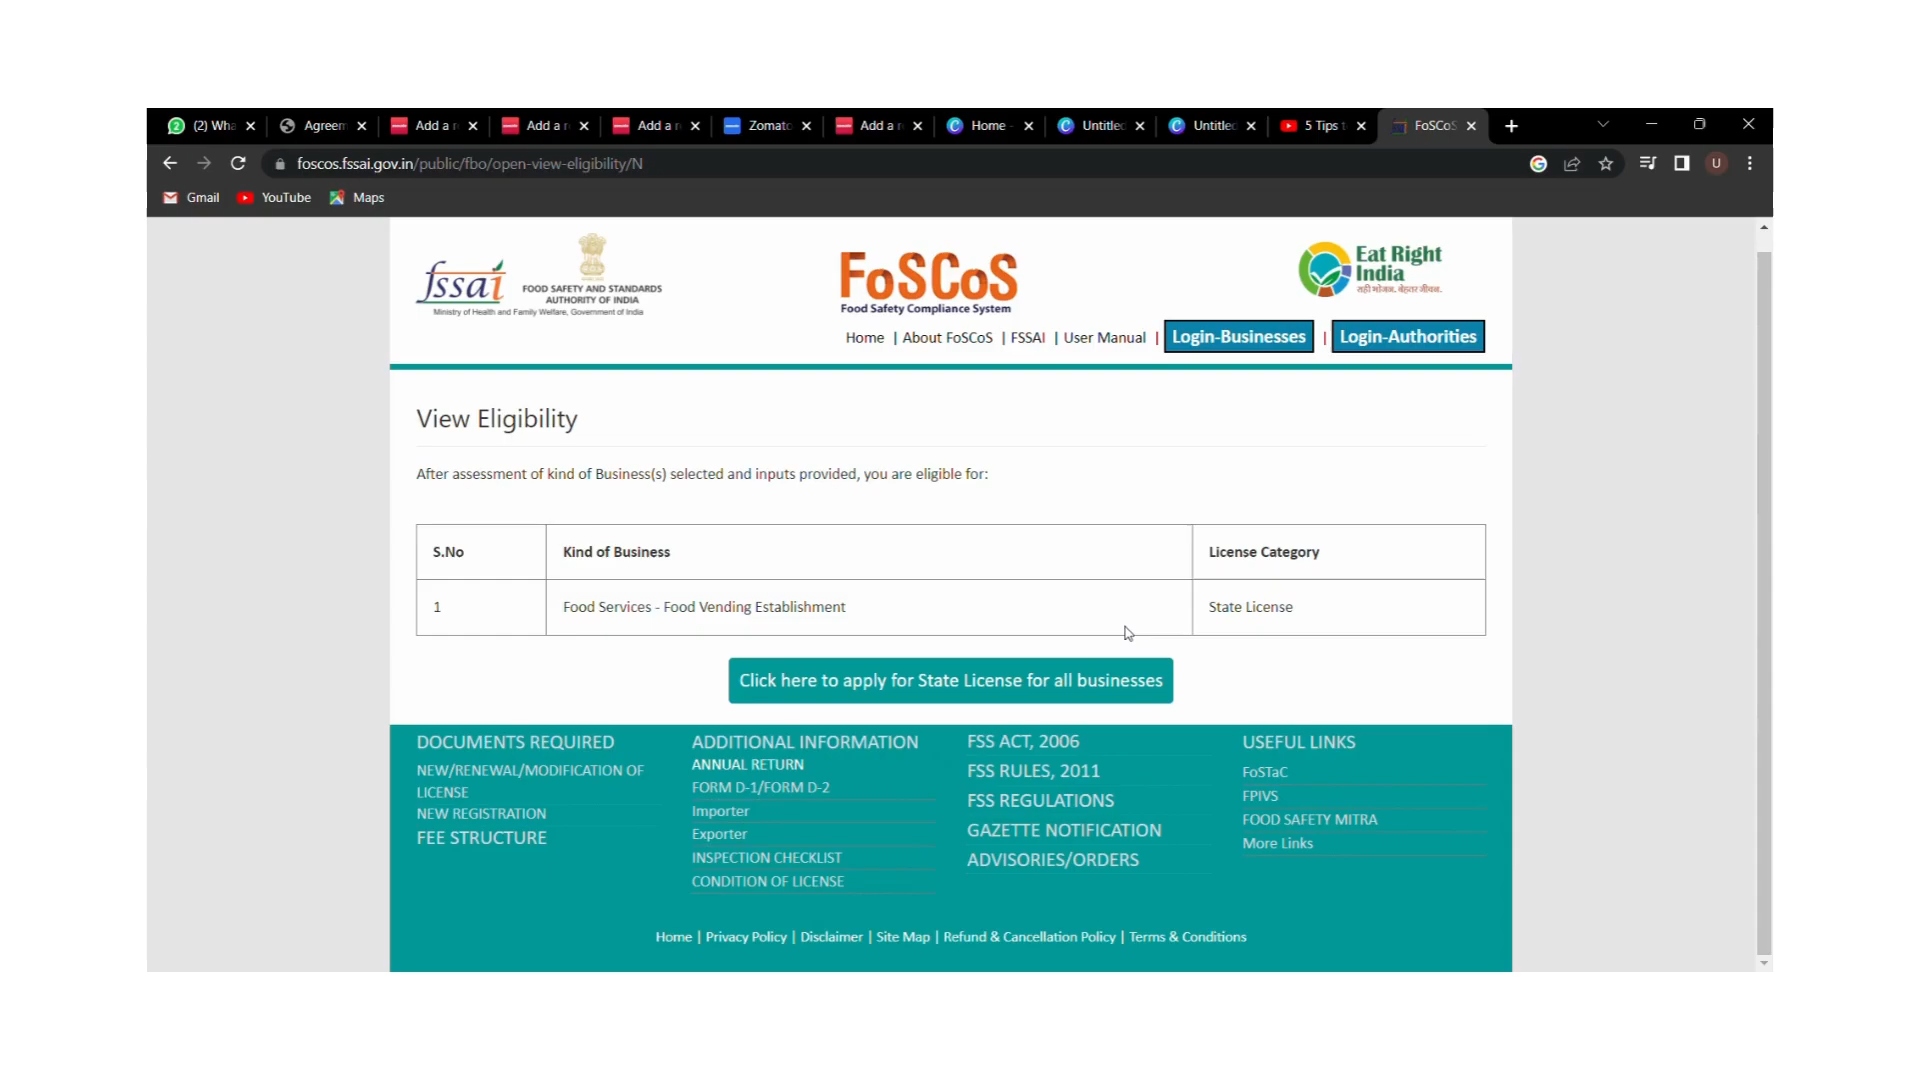 (2) Wha
Agreem
Add a r
Add a r
Add a r
Zomato
Add a r
Home -
Untitled
Untitled
5 Tips t
FoSCoS
foscos.fssai.gov.in/public/fbo/open-view-eligibility/N
U
Gmail
YouTube
Maps
fssai
FOOD SAFETY AND STANDARDS
AUTHORITY OF INDIA
Ministry of Health and Family Welfare, Government of India
FoSCoS
Food Safety Compliance System
Eat Right
India
सही भोजन. बेहतर जीवन.
Home | About FoSCoS | FSSAI | User Manual | Login-Businesses | Login-Authorities
View Eligibility
After assessment of kind of Business(s) selected and inputs provided, you are eligible for:
S.No Kind of Business License Category
1 Food Services - Food Vending Establishment State License
Click here to apply for State License for all businesses
DOCUMENTS REQUIRED
NEW/RENEWAL/MODIFICATION OF
LICENSE
NEW REGISTRATION
FEE STRUCTURE
ADDITIONAL INFORMATION
ANNUAL RETURN
FORM D-1/FORM D-2
Importer
Exporter
INSPECTION CHECKLIST
CONDITION OF LICENSE
FSS ACT, 2006
FSS RULES, 2011
FSS REGULATIONS
GAZETTE NOTIFICATION
ADVISORIES/ORDERS
USEFUL LINKS
FoSTaC
FPIVS
FOOD SAFETY MITRA
More Links
Home | Privacy Policy | Disclaimer | Site Map | Refund & Cancellation Policy | Terms & Conditions